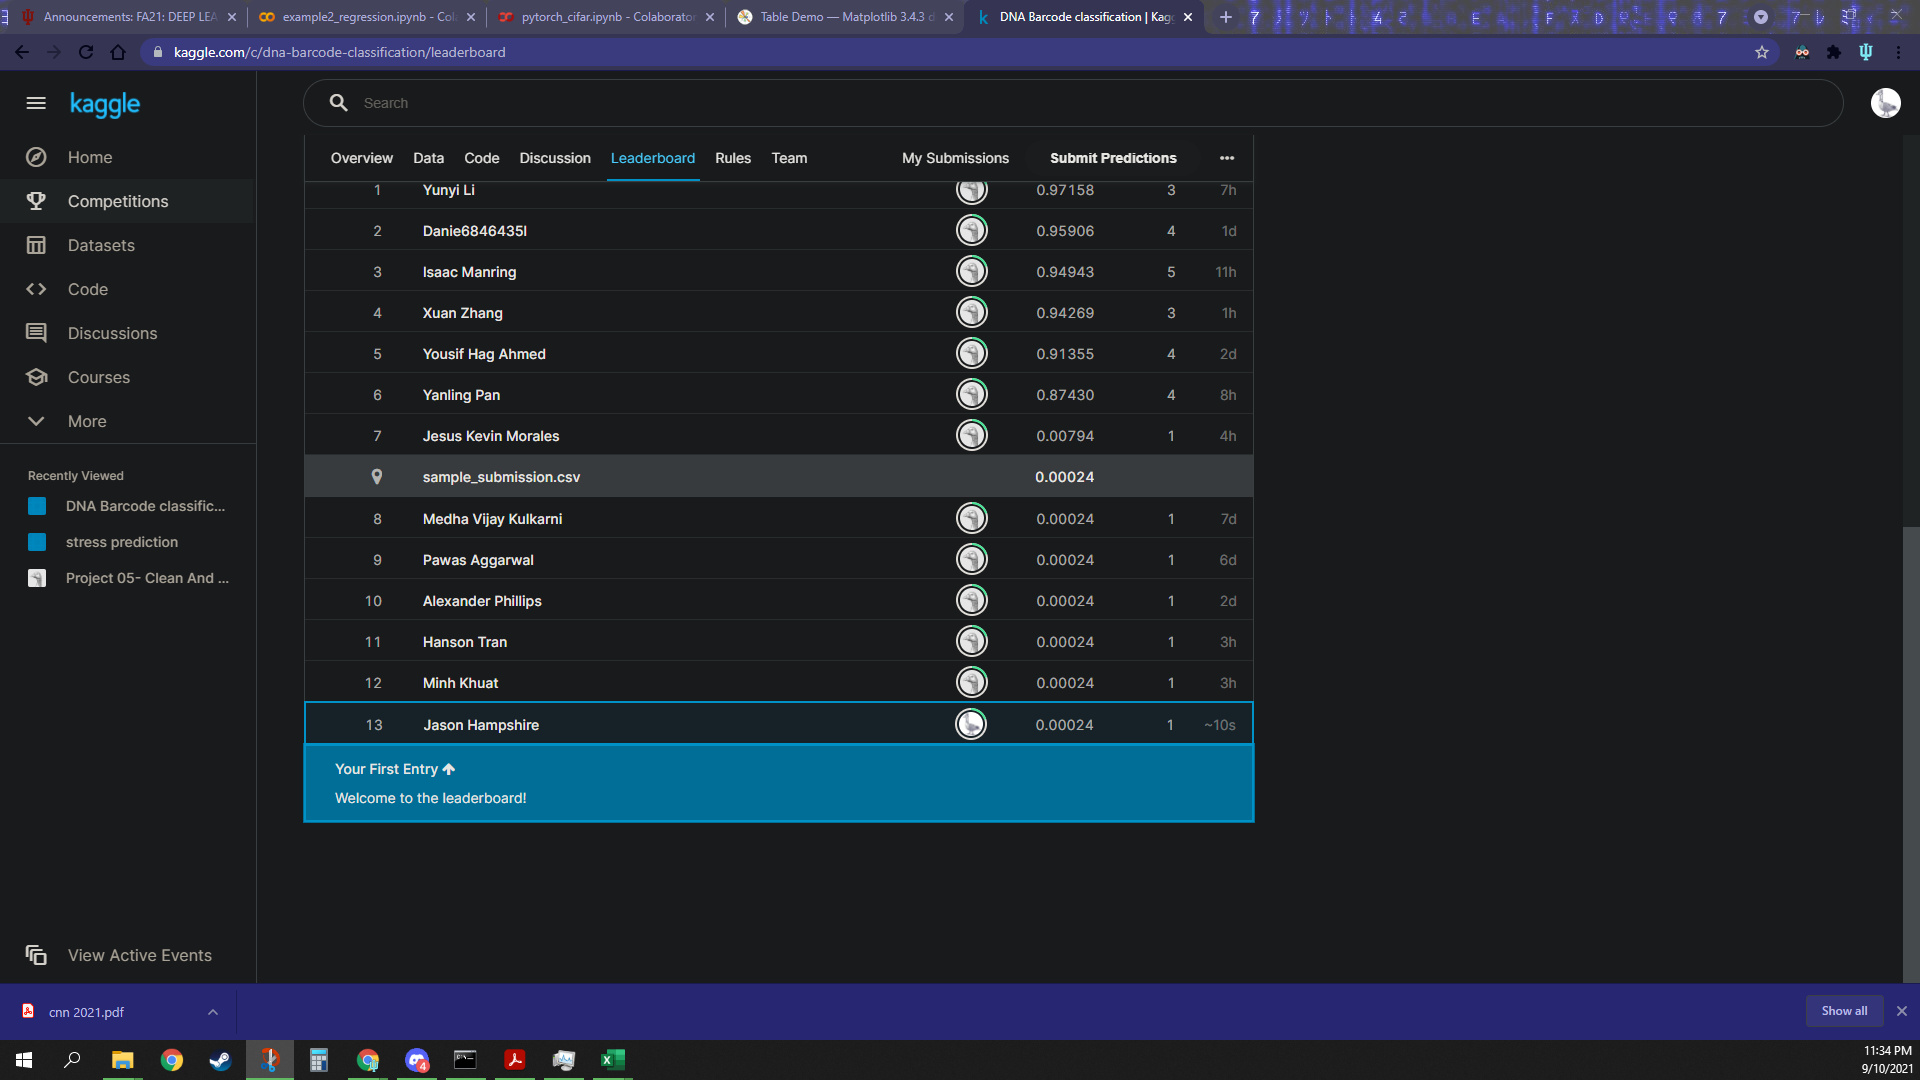 Announcements: FA21: DEEP LEA
example2_regression.ipynb - Cola
pytorch_cifar.ipynb - Colaborator
Table Demo — Matplotlib 3.4.3 d
DNA Barcode classification | Kagg
kaggle.com/c/dna-barcode-classification/leaderboard
kaggle
Search
Home
Competitions
Datasets
Code
Discussions
Courses
More
Recently Viewed
DNA Barcode classific...
stress prediction
Project 05- Clean And ...
View Active Events
Overview Data Code Discussion Leaderboard Rules Team My Submissions Submit Predictions
1 Yunyi Li 0.97158 3 7h
2 Danie6846435l 0.95906 4 1d
3 Isaac Manring 0.94943 5 11h
4 Xuan Zhang 0.94269 3 1h
5 Yousif Hag Ahmed 0.91355 4 2d
6 Yanling Pan 0.87430 4 8h
7 Jesus Kevin Morales 0.00794 1 4h
sample_submission.csv 0.00024
8 Medha Vijay Kulkarni 0.00024 1 7d
9 Pawas Aggarwal 0.00024 1 6d
10 Alexander Phillips 0.00024 1 2d
11 Hanson Tran 0.00024 1 3h
12 Minh Khuat 0.00024 1 3h
13 Jason Hampshire 0.00024 1 ~10s
Your First Entry
Welcome to the leaderboard!
cnn 2021.pdf
Show all
4
11:34 PM
9/10/2021